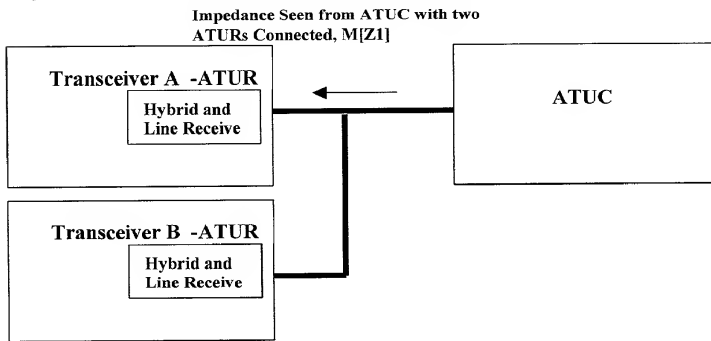 Impedance Seen from ATUC with two
ATURs Connected, M[Z1]
Transceiver A -ATUR
Hybrid and
Line Receive
ATUC
Transceiver B -ATUR
Hybrid and
Line Receive